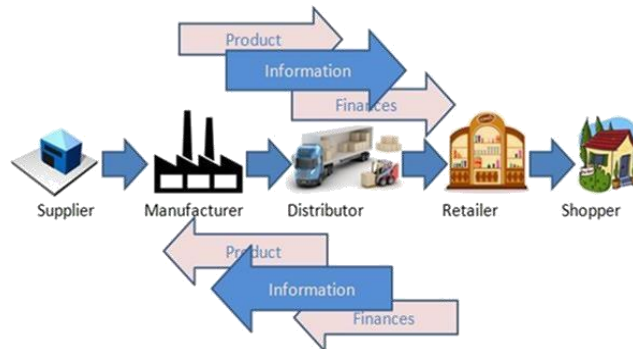 Product
Information
Finances
Supplier
Manufacturer
Distributor
Retailer
Shopper
Product
Information
Finances